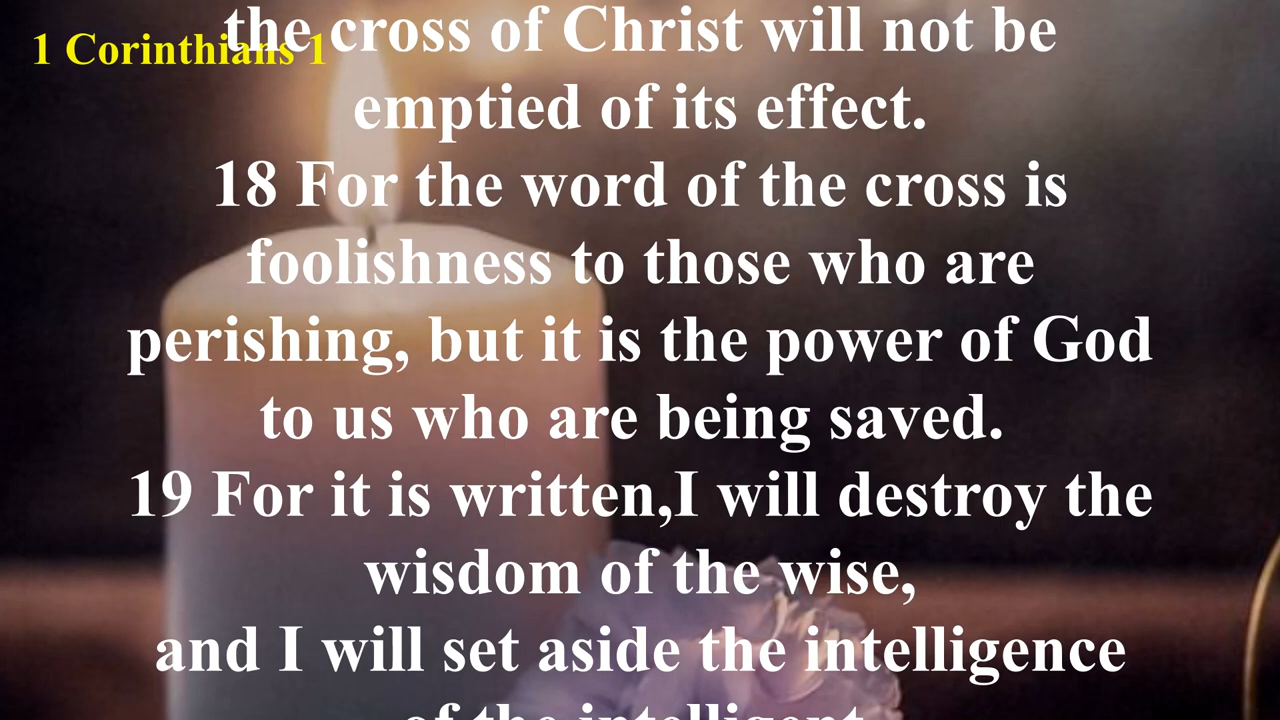 1 Corinthians 1
the cross of Christ will not be
emptied of its effect.
18 For the word of the cross is
foolishness to those who are
perishing, but it is the power of God
to us who are being saved.
19 For it is written,I will destroy the
wisdom of the wise,
and I will set aside the intelligence
of the intelligent.